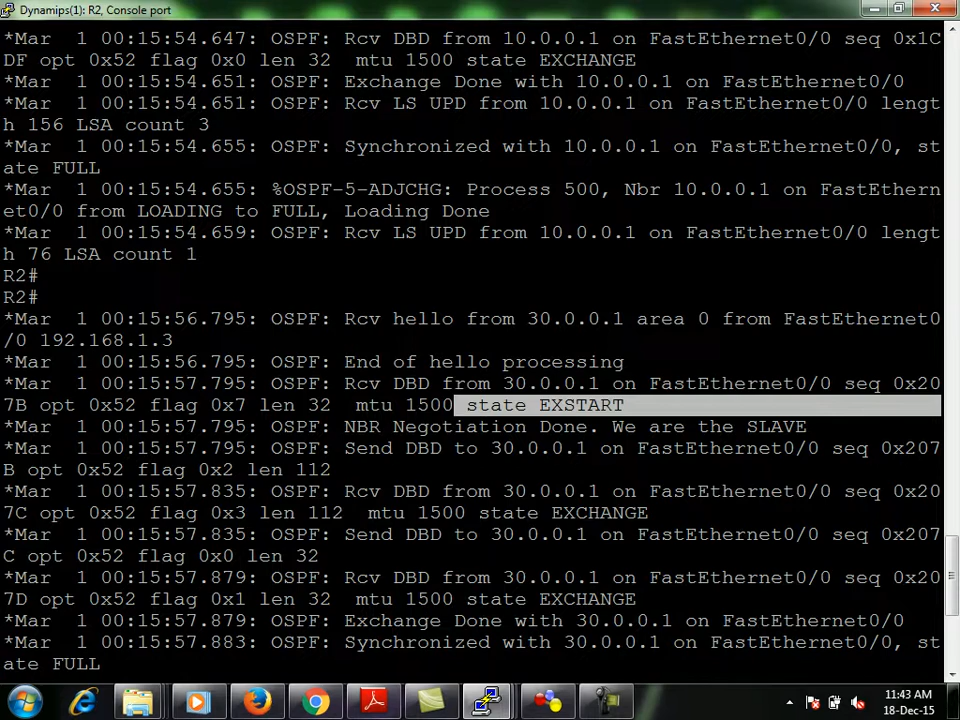 Dynamips(1): R2, Console port
*Mar  1 00:15:54.647: OSPF: Rcv DBD from 10.0.0.1 on FastEthernet0/0 seq 0x1C
DF opt 0x52 flag 0x0 len 32  mtu 1500 state EXCHANGE
*Mar  1 00:15:54.651: OSPF: Exchange Done with 10.0.0.1 on FastEthernet0/0
*Mar  1 00:15:54.651: OSPF: Rcv LS UPD from 10.0.0.1 on FastEthernet0/0 lengt
h 156 LSA count 3
*Mar  1 00:15:54.655: OSPF: Synchronized with 10.0.0.1 on FastEthernet0/0, st
ate FULL
*Mar  1 00:15:54.655: %OSPF-5-ADJCHG: Process 500, Nbr 10.0.0.1 on FastEthern
et0/0 from LOADING to FULL, Loading Done
*Mar  1 00:15:54.659: OSPF: Rcv LS UPD from 10.0.0.1 on FastEthernet0/0 lengt
h 76 LSA count 1
R2#
R2#
*Mar  1 00:15:56.795: OSPF: Rcv hello from 30.0.0.1 area 0 from FastEthernet0
/0 192.168.1.3
*Mar  1 00:15:56.795: OSPF: End of hello processing
*Mar  1 00:15:57.795: OSPF: Rcv DBD from 30.0.0.1 on FastEthernet0/0 seq 0x20
7B opt 0x52 flag 0x7 len 32  mtu 1500 state EXSTART
*Mar  1 00:15:57.795: OSPF: NBR Negotiation Done. We are the SLAVE
*Mar  1 00:15:57.795: OSPF: Send DBD to 30.0.0.1 on FastEthernet0/0 seq 0x207
B opt 0x52 flag 0x2 len 112
*Mar  1 00:15:57.835: OSPF: Rcv DBD from 30.0.0.1 on FastEthernet0/0 seq 0x20
7C opt 0x52 flag 0x3 len 112  mtu 1500 state EXCHANGE
*Mar  1 00:15:57.835: OSPF: Send DBD to 30.0.0.1 on FastEthernet0/0 seq 0x207
C opt 0x52 flag 0x0 len 32
*Mar  1 00:15:57.879: OSPF: Rcv DBD from 30.0.0.1 on FastEthernet0/0 seq 0x20
7D opt 0x52 flag 0x1 len 32  mtu 1500 state EXCHANGE
*Mar  1 00:15:57.879: OSPF: Exchange Done with 30.0.0.1 on FastEthernet0/0
*Mar  1 00:15:57.883: OSPF: Synchronized with 30.0.0.1 on FastEthernet0/0, st
ate FULL
11:43 AM
18-Dec-15